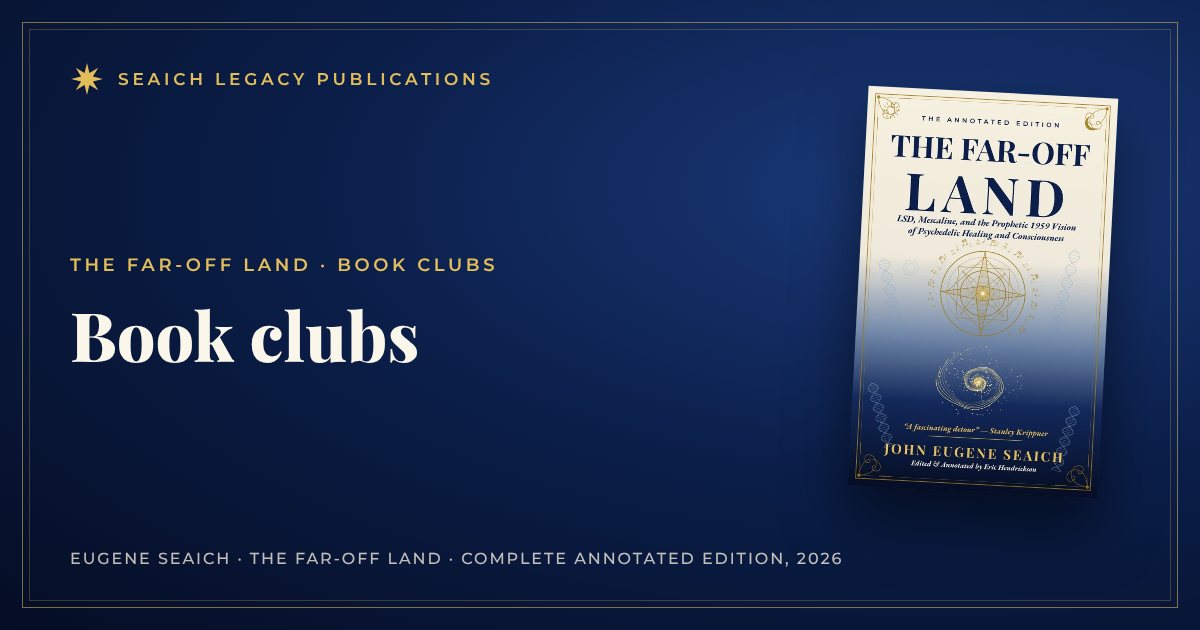 SEAICH LEGACY PUBLICATIONS
THE FAR-OFF LAND · BOOK CLUBS
Book clubs
EUGENE SEAICH · THE FAR-OFF LAND · COMPLETE ANNOTATED EDITION, 2026
THE ANNOTATED EDITION
THE FAR-OFF
LAND
LSD, Mescaline, and the Prophetic 1959 Vision
of Psychedelic Healing and Consciousness
"A fascinating detour" — Stanley Krippner
JOHN EUGENE SEAICH
Edited & Annotated by Eric Hendrickson